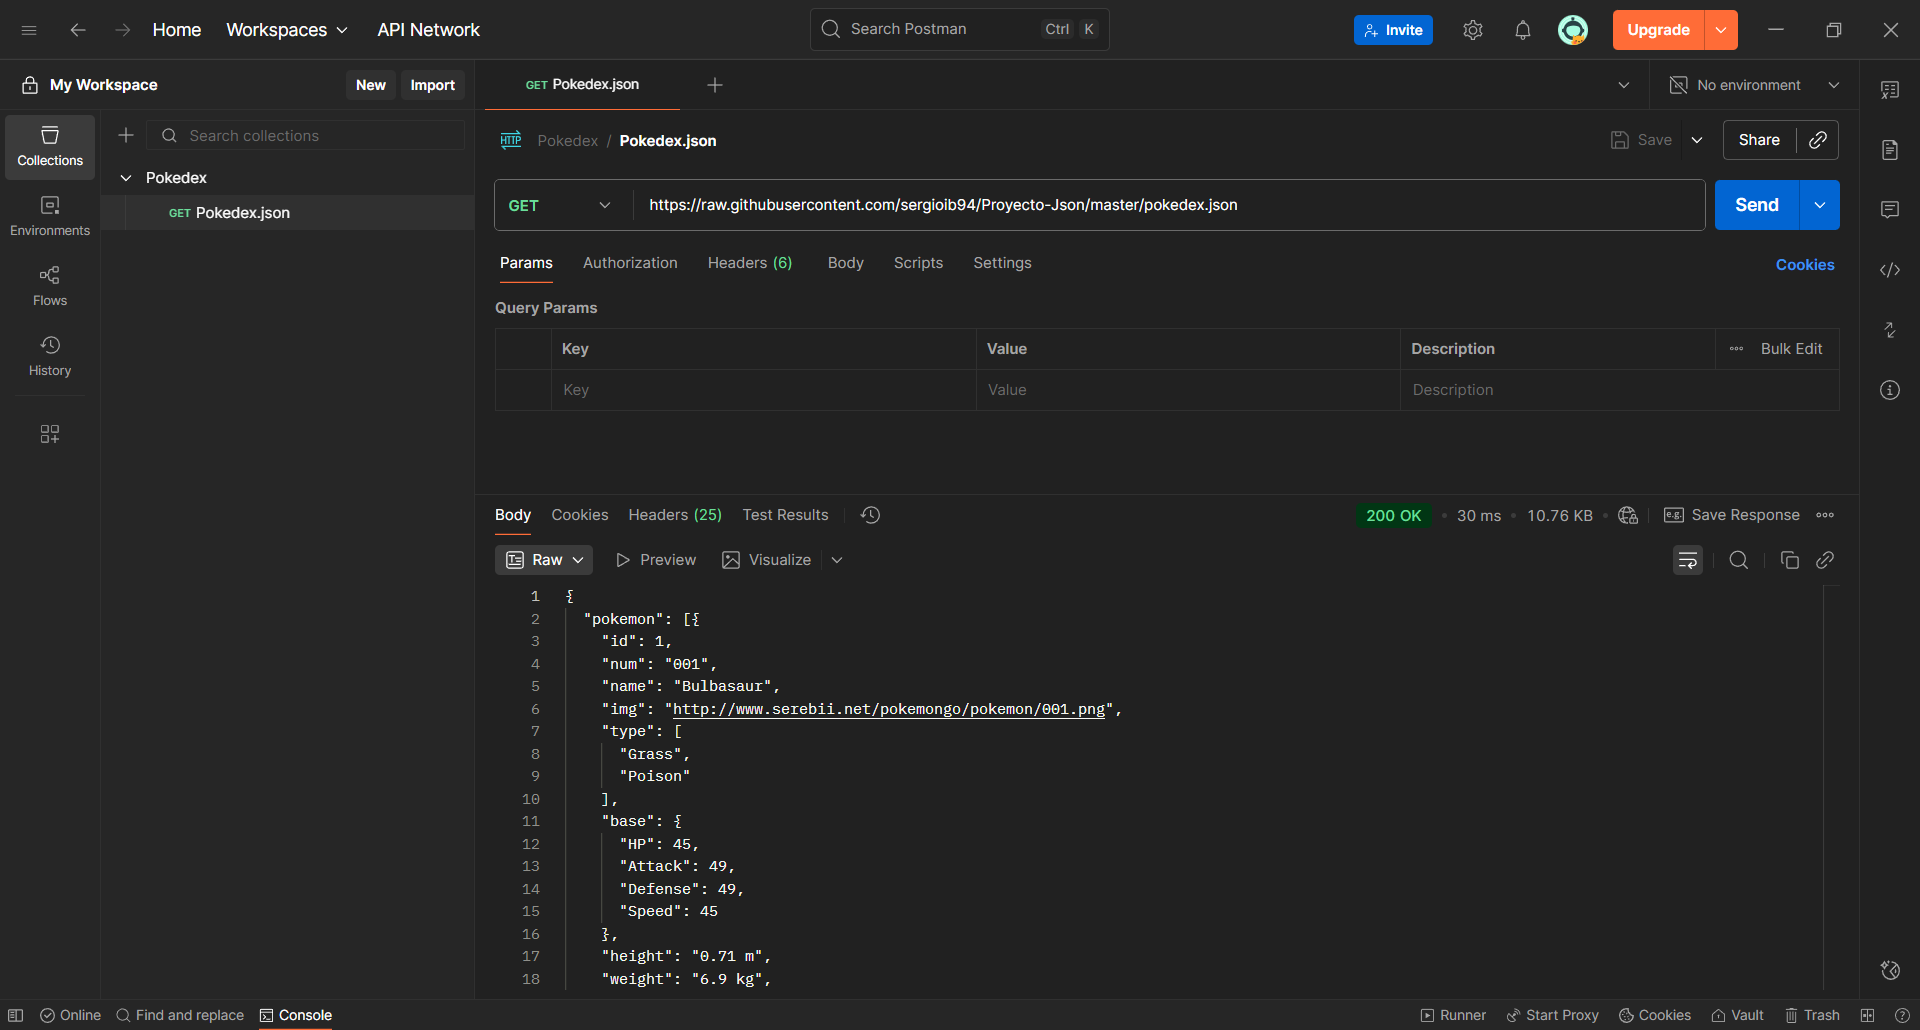 Home
Workspaces
API Network
Search Postman
Ctrl K
Invite
Upgrade
My Workspace
New
Import
GET Pokedex.json
No environment
Collections
Environments
Flows
History
Search collections
Pokedex
GET Pokedex.json
HTTP
Pokedex / Pokedex.json
Save
Share
GET
https://raw.githubusercontent.com/sergioib94/Proyecto-Json/master/pokedex.json
Send
Params
Authorization
Headers (6)
Body
Scripts
Settings
Cookies
Query Params
Key
Value
Description
Bulk Edit
Key
Value
Description
Body
Cookies
Headers (25)
Test Results
200 OK
30 ms
10.76 KB
e.g. Save Response
Raw
Preview
Visualize
1 {
2 "pokemon": [{
3 "id": 1,
4 "num": "001",
5 "name": "Bulbasaur",
6 "img": "http://www.serebii.net/pokemongo/pokemon/001.png",
7 "type": [
8 "Grass",
9 "Poison"
10 ],
11 "base": {
12 "HP": 45,
13 "Attack": 49,
14 "Defense": 49,
15 "Speed": 45
16 },
17 "height": "0.71 m",
18 "weight": "6.9 kg",
Online
Find and replace
Console
Runner
Start Proxy
Cookies
Vault
Trash